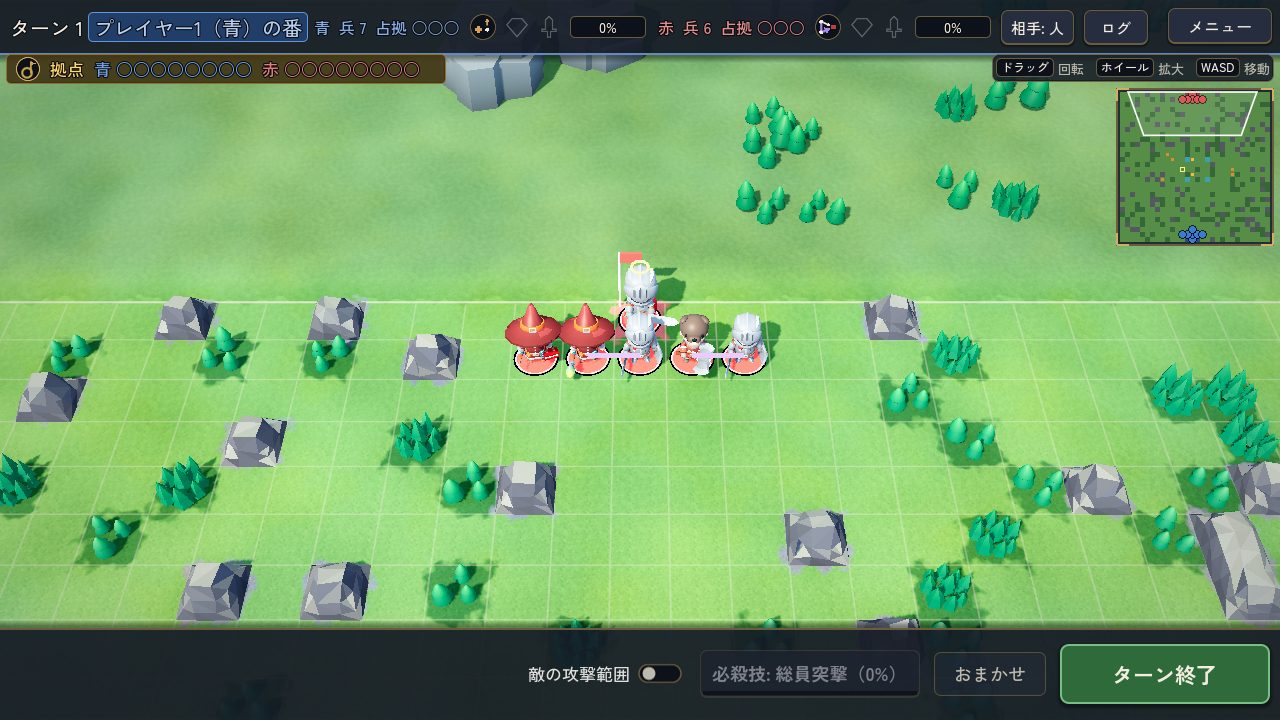 ターン 1 プレイヤー1（青）の番 青 兵 7 占拠 〇〇〇 0% 赤 兵 6 占拠 〇〇〇 0% 相手: 人 ログ メニュー
拠点 青 〇〇〇〇〇〇〇〇 赤 〇〇〇〇〇〇〇〇 ドラッグ 回転 ホイール 拡大 WASD 移動
敵の攻撃範囲 必殺技: 総員突撃（0%） おまかせ ターン終了